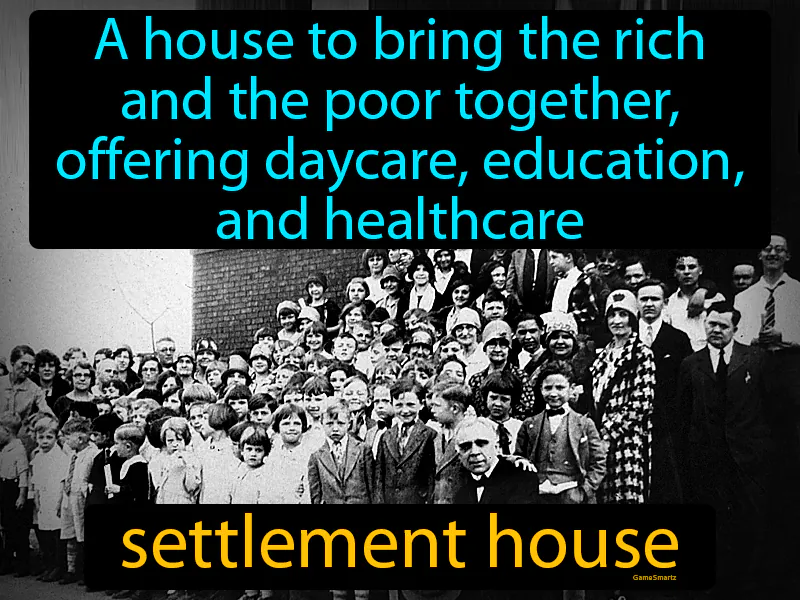 A house to bring the rich
and the poor together,
offering daycare, education,
and healthcare
settlement house
GameSmartz